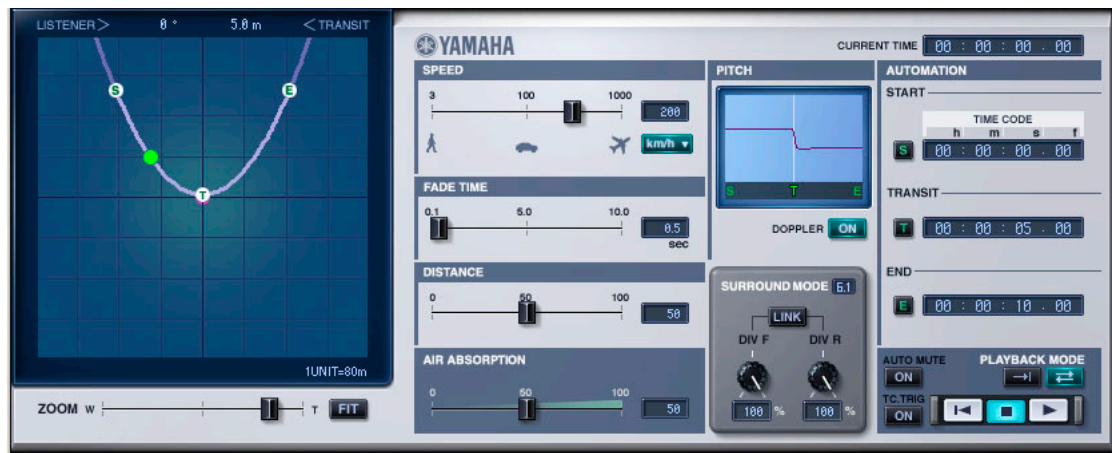 LISTENER> 0° 5.0 m <TRANSIT
S E
T
1UNIT=80m
ZOOM W T FIT
YAMAHA
CURRENT TIME 00 : 00 : 00 . 00
SPEED
3 100 1000
200
km/h
FADE TIME
0.1 5.0 10.0
0.5
sec
DISTANCE
0 50 100
50
AIR ABSORPTION
0 50 100
50
PITCH
S T E
DOPPLER ON
SURROUND MODE 6.1
LINK
DIV F DIV R
100 % 100 %
AUTOMATION
START
TIME CODE
h m s f
S 00 : 00 : 00 . 00
TRANSIT
T 00 : 00 : 05 . 00
END
E 00 : 00 : 10 . 00
AUTO MUTE PLAYBACK MODE
ON
TC.TRIG
ON